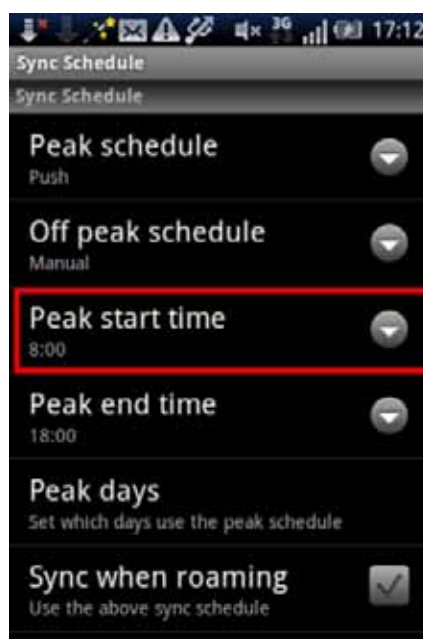 3G 17:12
Sync Schedule
Sync Schedule
Peak schedule
Push
Off peak schedule
Manual
Peak start time
8:00
Peak end time
18:00
Peak days
Set which days use the peak schedule
Sync when roaming
Use the above sync schedule